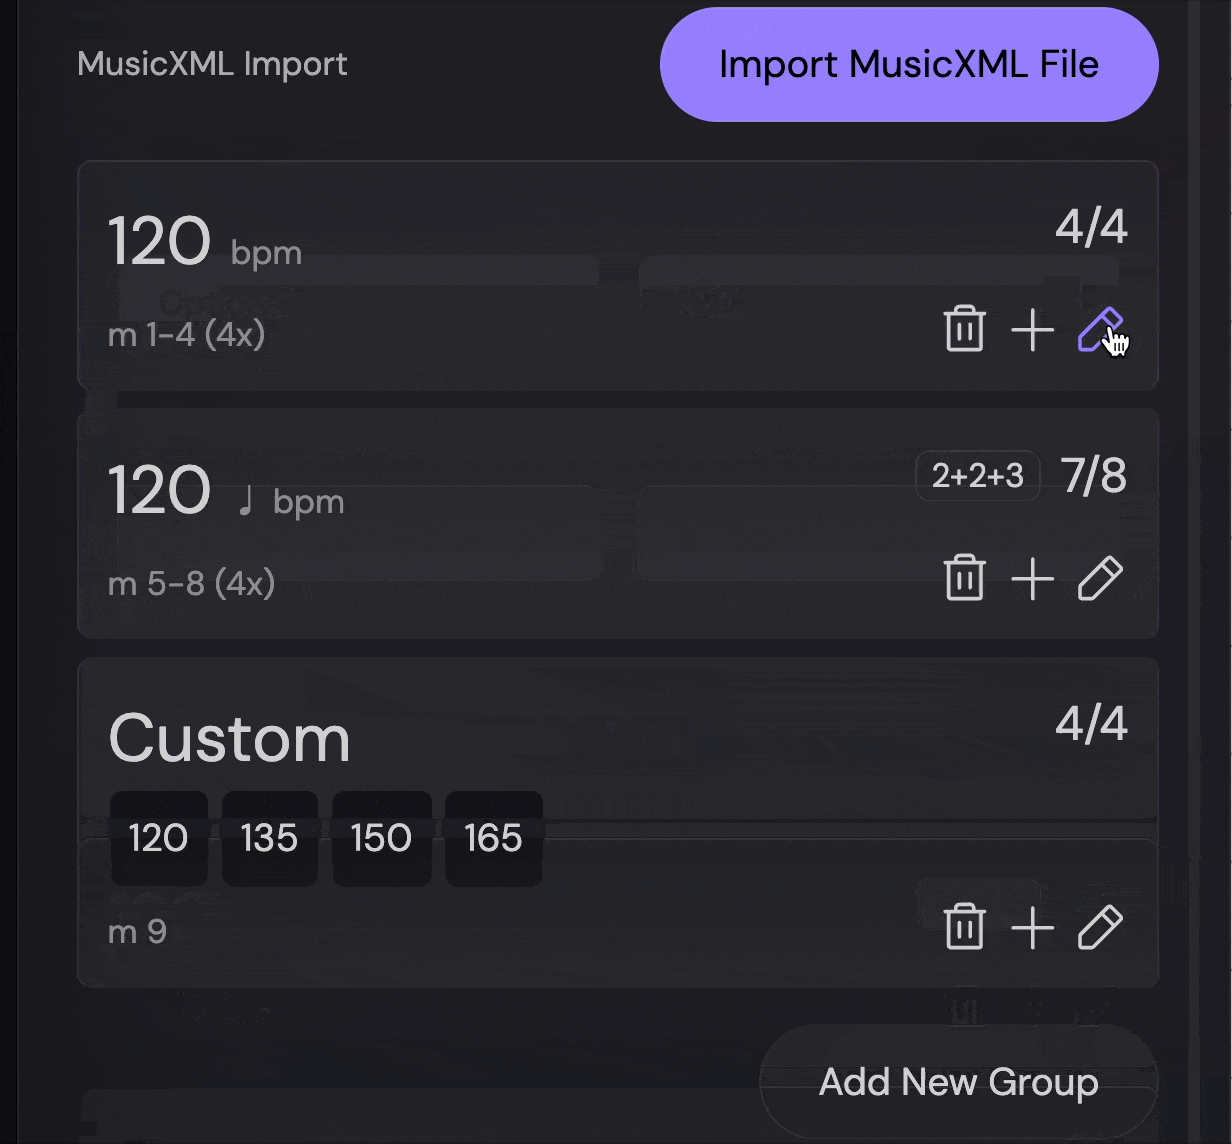 MusicXML Import
Import MusicXML File
120 bpm
4/4
m 1-4 (4x)
120 ♩ bpm
2+2+3 7/8
m 5-8 (4x)
Custom
4/4
120 135 150 165
m 9
Add New Group